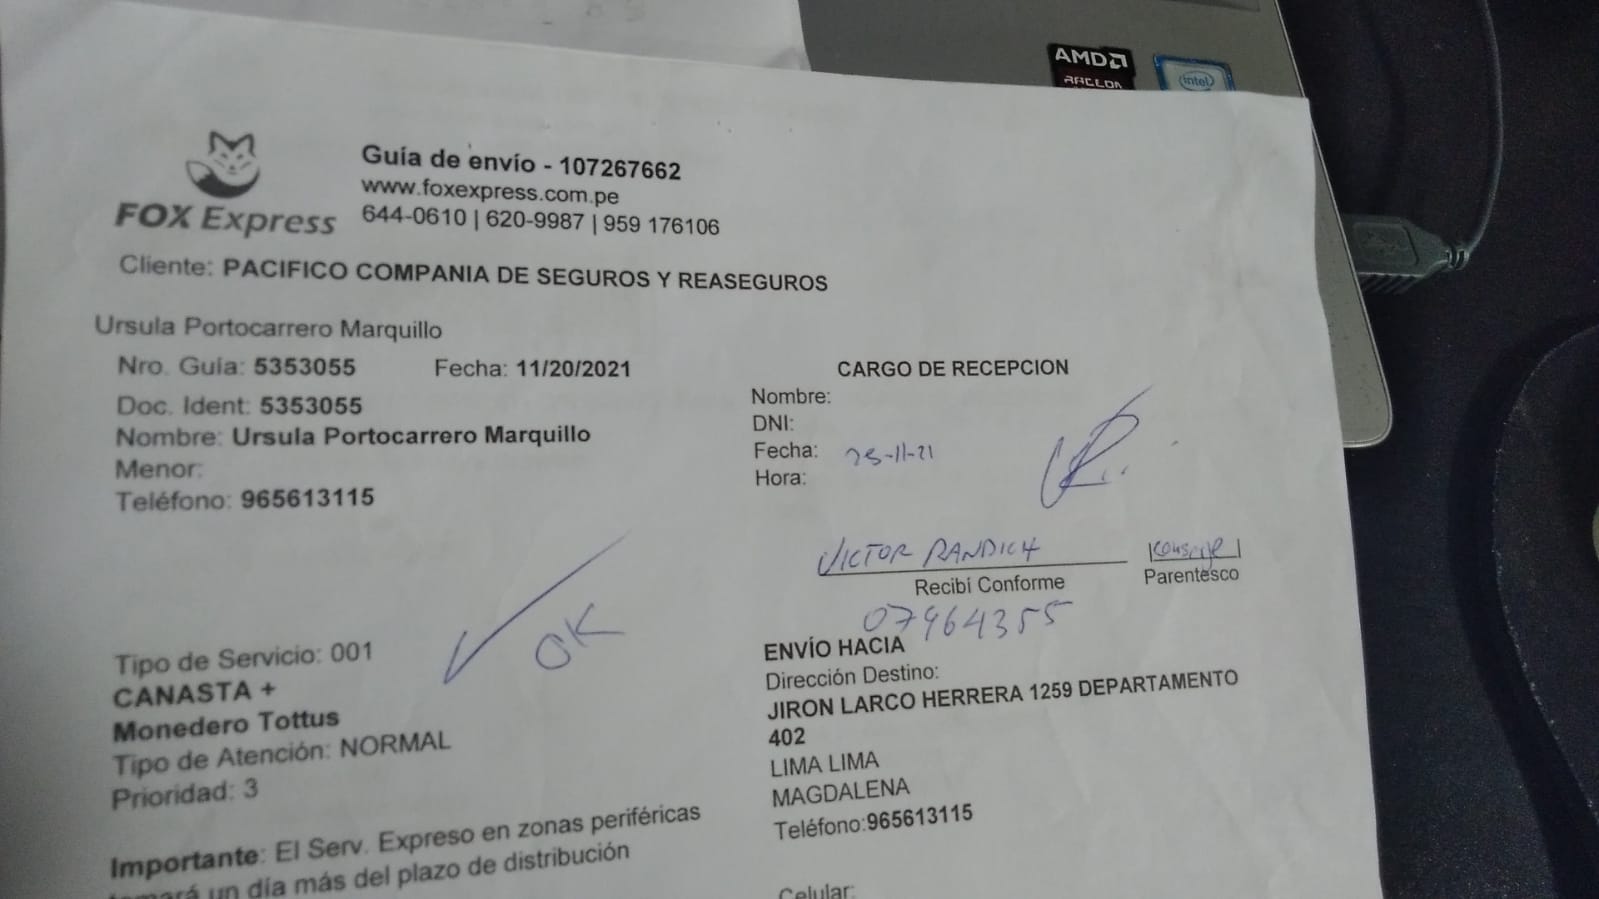 AMD
RADEON
intel
FOX Express
Guía de envío - 107267662
www.foxexpress.com.pe
644-0610 | 620-9987 | 959 176106
Cliente: PACIFICO COMPANIA DE SEGUROS Y REASEGUROS
Ursula Portocarrero Marquillo
Nro. Guía: 5353055 Fecha: 11/20/2021
Doc. Ident: 5353055
Nombre: Ursula Portocarrero Marquillo
Menor:
Teléfono: 965613115
CARGO DE RECEPCION
Nombre:
DNI:
Fecha: 25-11-21
Hora:
VICTOR RANDICH
Recibí Conforme
conserje
Parentesco
07964355
OK
Tipo de Servicio: 001
CANASTA +
Monedero Tottus
Tipo de Atención: NORMAL
Prioridad: 3
Importante: El Serv. Expreso en zonas periféricas
tomará un día más del plazo de distribución
ENVÍO HACIA
Dirección Destino:
JIRON LARCO HERRERA 1259 DEPARTAMENTO
402
LIMA LIMA
MAGDALENA
Teléfono:965613115
Celular: